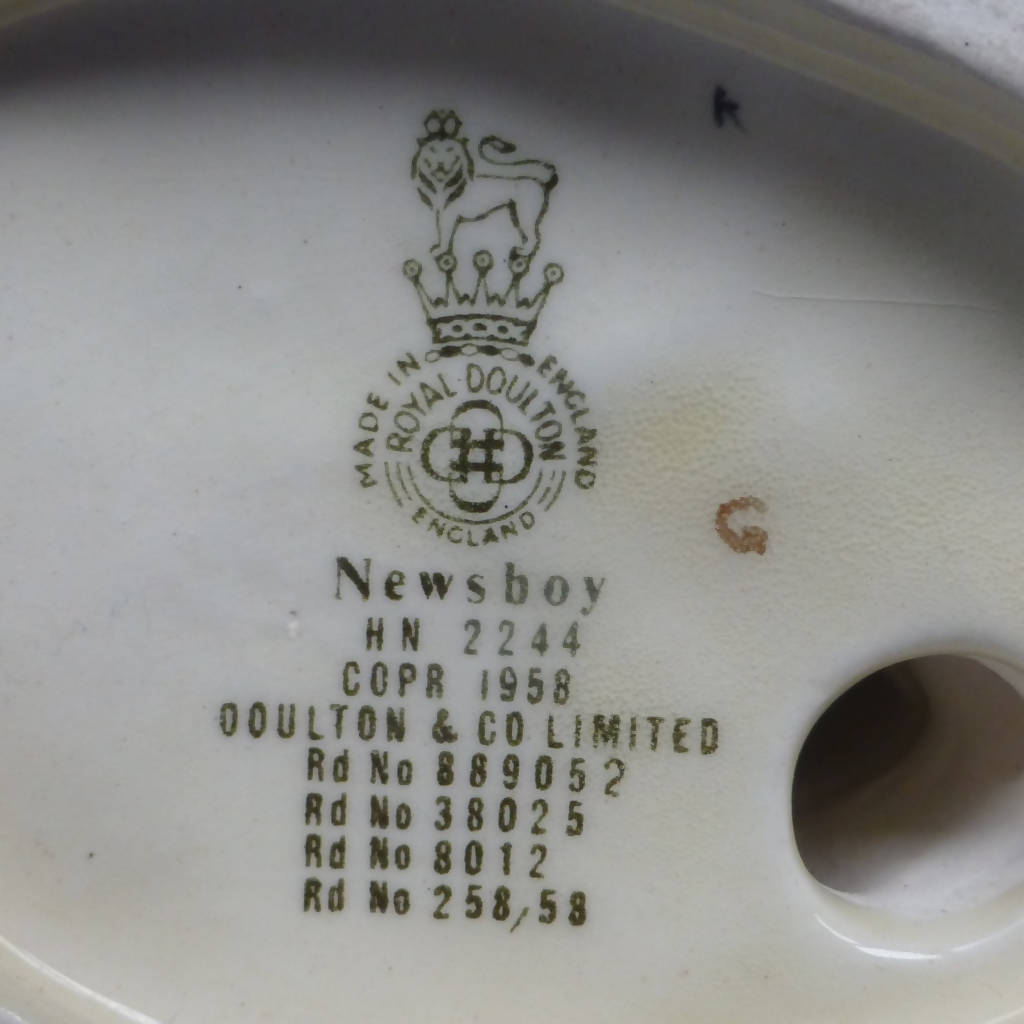 K
MADE IN ENGLAND
ROYAL DOULTON
ENGLAND
G
Newsboy
HN 2244
COPR 1958
DOULTON & CO LIMITED
Rd No 889052
Rd No 38025
Rd No 8012
Rd No 258/58